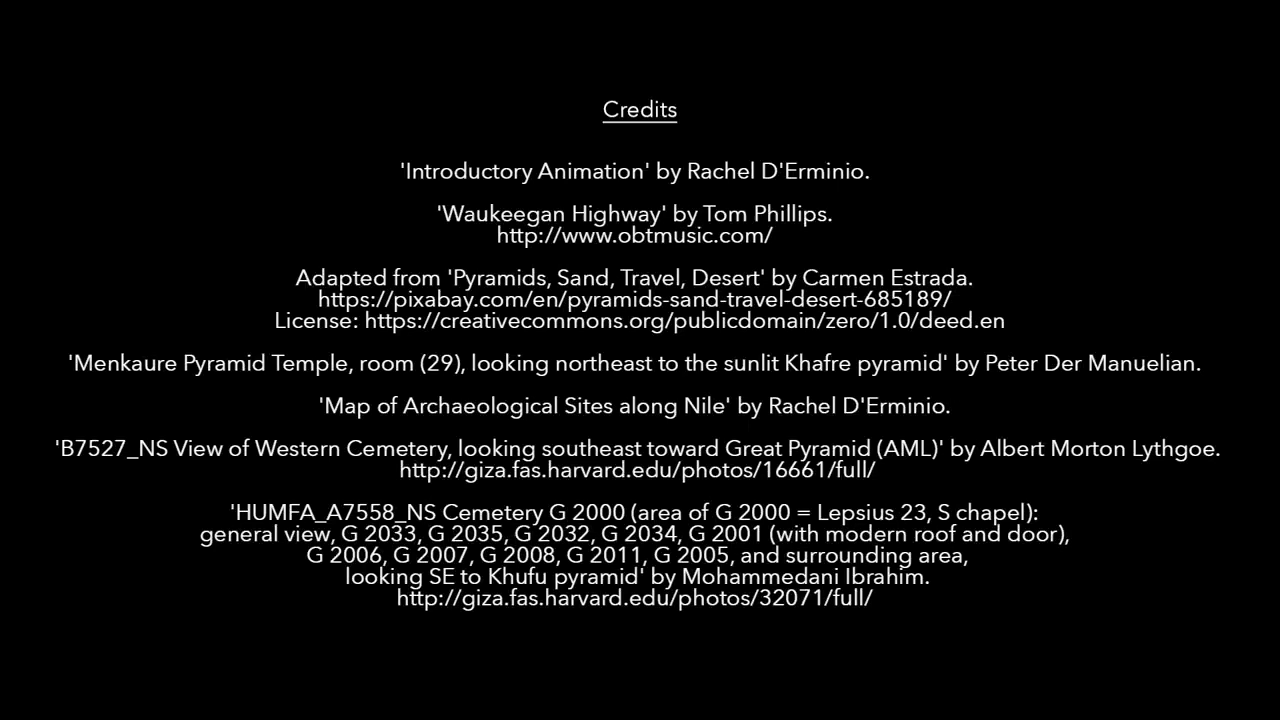 Credits
'Introductory Animation' by Rachel D'Erminio.
'Waukeegan Highway' by Tom Phillips.
http://www.obtmusic.com/
Adapted from 'Pyramids, Sand, Travel, Desert' by Carmen Estrada.
https://pixabay.com/en/pyramids-sand-travel-desert-685189/
License: https://creativecommons.org/publicdomain/zero/1.0/deed.en
'Menkaure Pyramid Temple, room (29), looking northeast to the sunlit Khafre pyramid' by Peter Der Manuelian.
'Map of Archaeological Sites along Nile' by Rachel D'Erminio.
'B7527_NS View of Western Cemetery, looking southeast toward Great Pyramid (AML)' by Albert Morton Lythgoe.
http://giza.fas.harvard.edu/photos/16661/full/
'HUMFA_A7558_NS Cemetery G 2000 (area of G 2000 = Lepsius 23, S chapel):
general view, G 2033, G 2035, G 2032, G 2034, G 2001 (with modern roof and door),
G 2006, G 2007, G 2008, G 2011, G 2005, and surrounding area,
looking SE to Khufu pyramid' by Mohammedani Ibrahim.
http://giza.fas.harvard.edu/photos/32071/full/